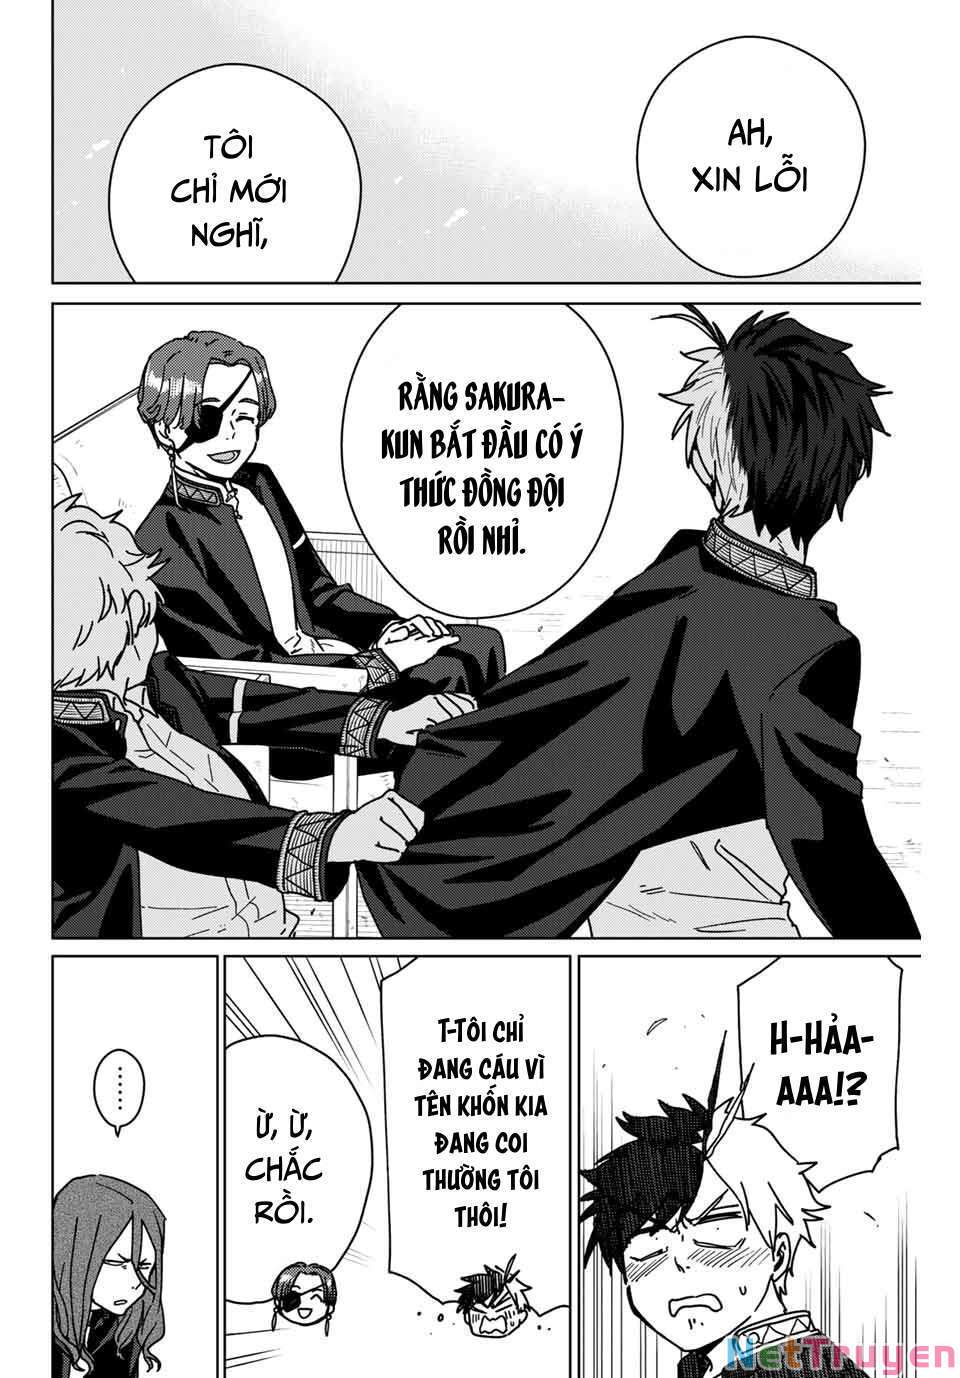 AH,
XIN LỖI
TÔI
CHỈ MỚI
NGHĨ,
RẰNG SAKURA-
KUN BẮT ĐẦU CÓ Ý
THỨC ĐỒNG ĐỘI
RỒI NHỈ.
H-HẢA-
AAA!?
T-TÔI CHỈ
ĐANG CÁU VÌ
TÊN KHỐN KIA
ĐANG COI
THƯỜNG TÔI
THÔI!
Ừ, Ừ,
CHẮC
RỒI.
......
NetTruyen